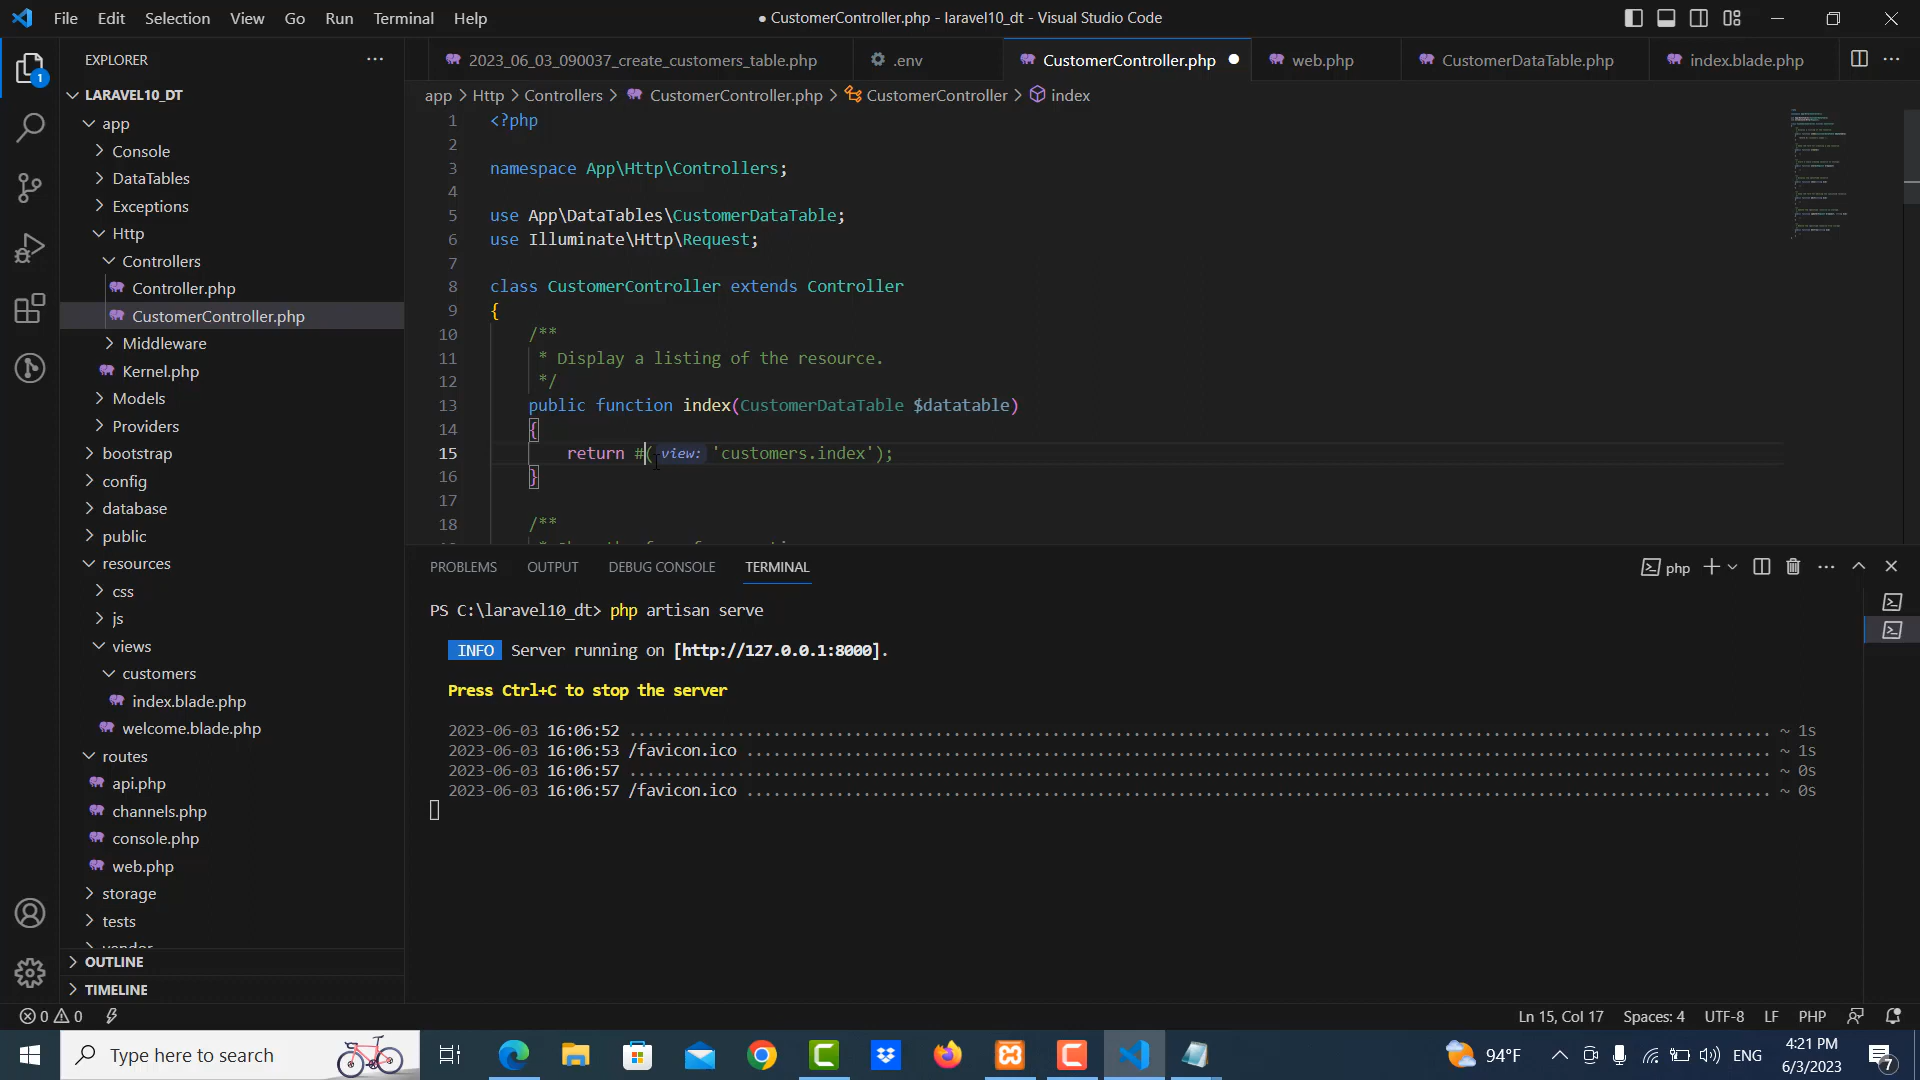 File Edit Selection View Go Run Terminal Help
● CustomerController.php - laravel10_dt - Visual Studio Code
EXPLORER
2023_06_03_090037_create_customers_table.php
.env
CustomerController.php
web.php
CustomerDataTable.php
index.blade.php
app > Http > Controllers > CustomerController.php > CustomerController > index
1
LARAVEL10_DT
app
Console
DataTables
Exceptions
Http
Controllers
Controller.php
CustomerController.php
Middleware
Kernel.php
Models
Providers
bootstrap
config
database
public
resources
css
js
views
customers
index.blade.php
welcome.blade.php
routes
api.php
channels.php
console.php
web.php
storage
tests
vendor
OUTLINE
TIMELINE
1 <?php
2
3 namespace App\Http\Controllers;
4
5 use App\DataTables\CustomerDataTable;
6 use Illuminate\Http\Request;
7
8 class CustomerController extends Controller
9 {
10 /**
11 * Display a listing of the resource.
12 */
13 public function index(CustomerDataTable $datatable)
14 {
15 return #( view: 'customers.index');
16 }
17
18 /**
PROBLEMS OUTPUT DEBUG CONSOLE TERMINAL
php
PS C:\laravel10_dt> php artisan serve
INFO Server running on [http://127.0.0.1:8000].
Press Ctrl+C to stop the server
2023-06-03 16:06:52 ........ ~ 1s
2023-06-03 16:06:53 /favicon.ico ........ ~ 1s
2023-06-03 16:06:57 ........ ~ 0s
2023-06-03 16:06:57 /favicon.ico ........ ~ 0s
0 0
Ln 15, Col 17 Spaces: 4 UTF-8 LF PHP
Type here to search
94°F
ENG
4:21 PM
6/3/2023
7